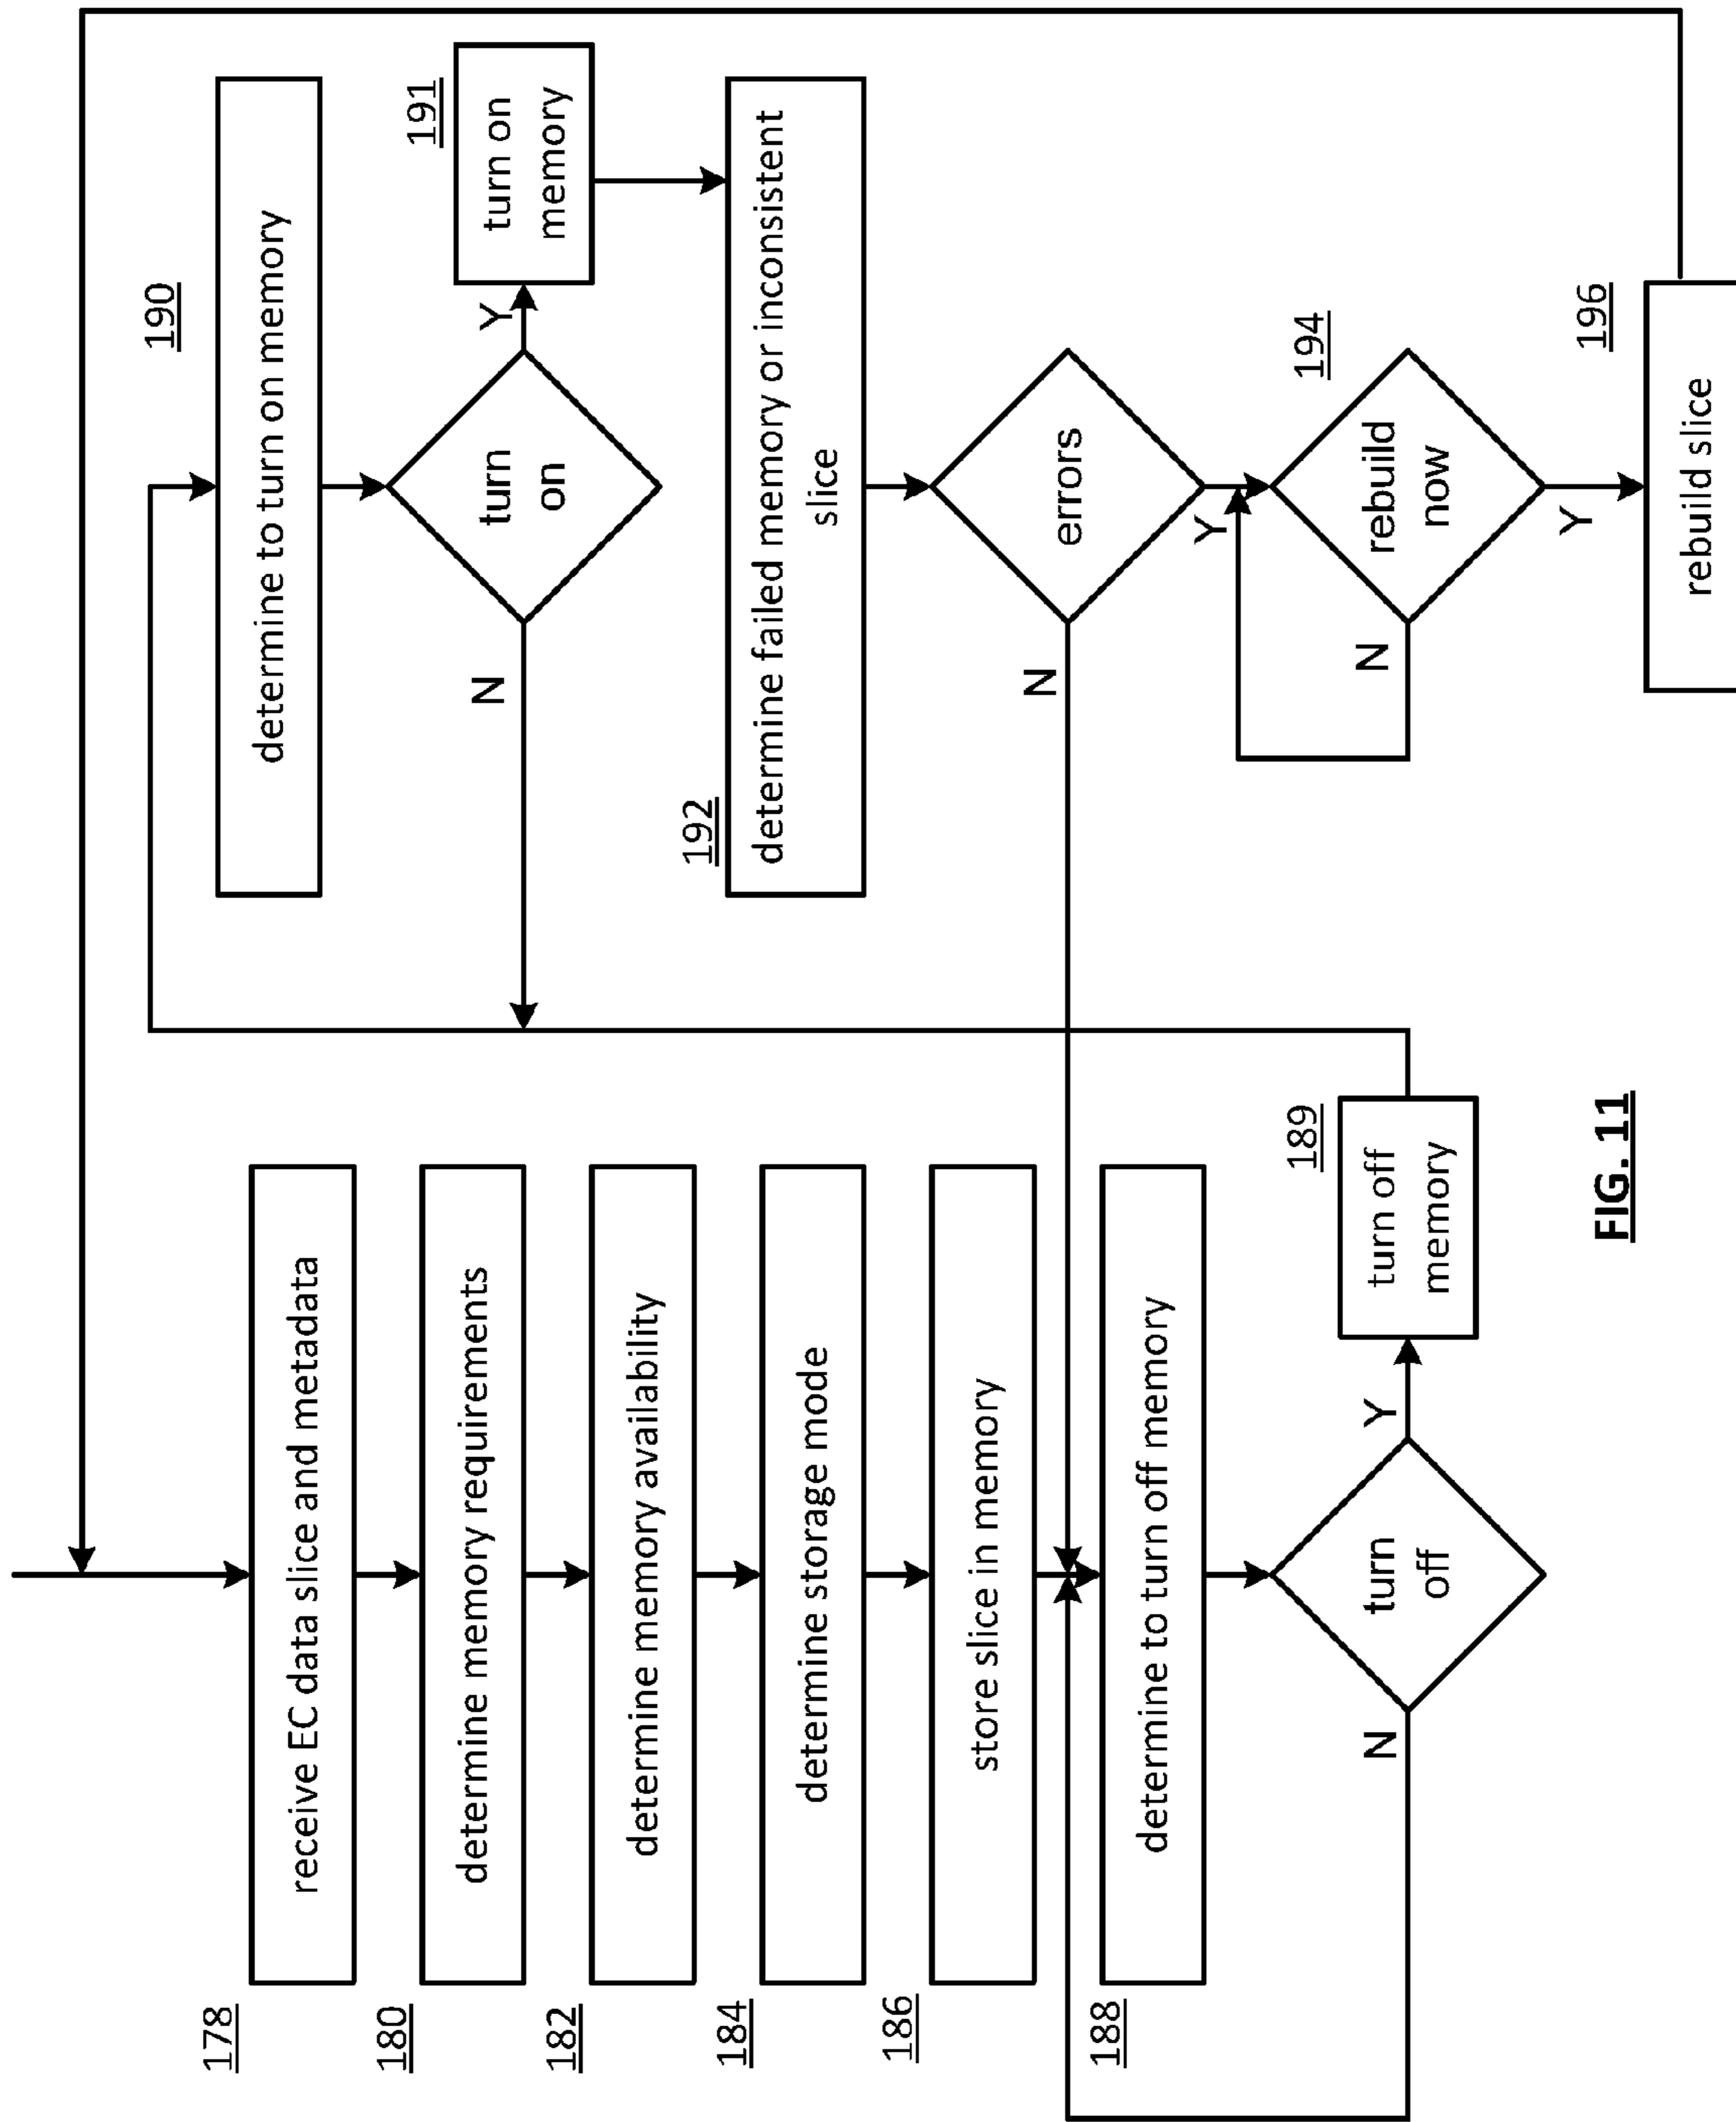 178
receive EC data slice and metadata
180
determine memory requirements
182
determine memory availability
184
determine storage mode
186
store slice in memory
188
determine to turn off memory
turn
off
N
Y
189
turn off
memory
190
determine to turn on memory
turn
on
N
Y
191
turn on
memory
192
determine failed memory or inconsistent
slice
errors
N
Y
194
rebuild
now
N
Y
196
rebuild slice
FIG. 11